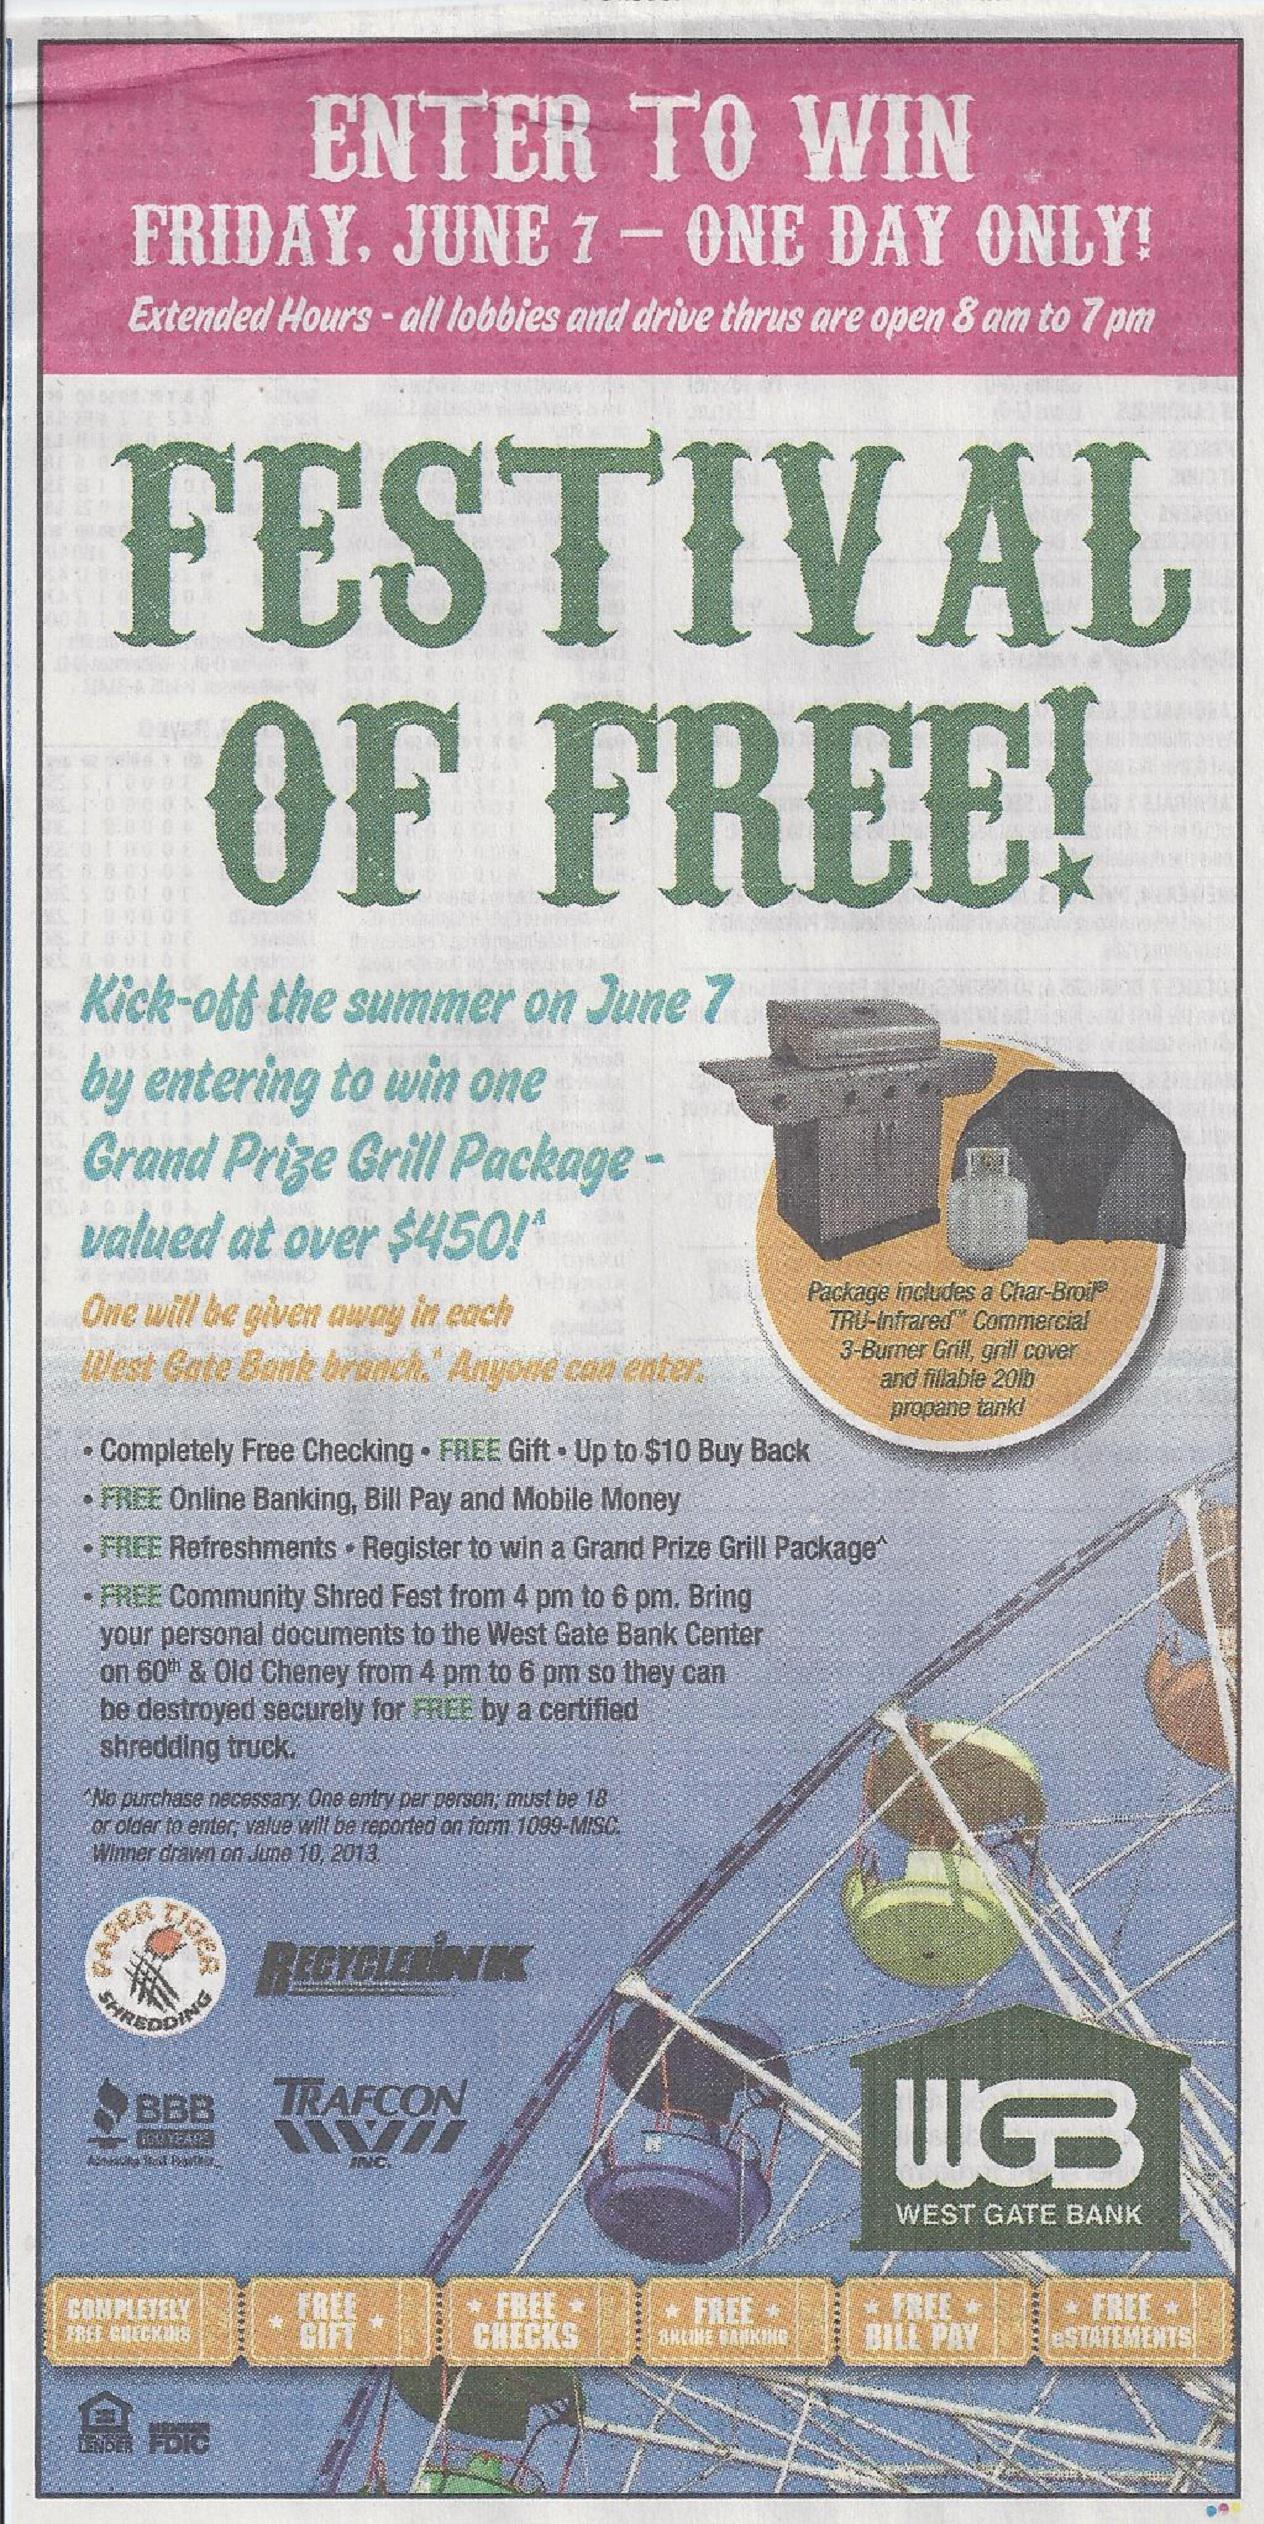 ENTER TO WIN
FRIDAY, JUNE 7 – ONE DAY ONLY!
Extended Hours - all lobbies and drive thrus are open 8 am to 7 pm
FESTIVAL
OF FREE!
Kick-off the summer on June 7
by entering to win one
Grand Prize Grill Package -
valued at over $450!^
One will be given away in each
West Gate Bank branch.* Anyone can enter.
Package includes a Char-Broil®
TRU-Infrared™ Commercial
3-Burner Grill, grill cover
and fillable 20lb
propane tank!
• Completely Free Checking • FREE Gift • Up to $10 Buy Back
• FREE Online Banking, Bill Pay and Mobile Money
• FREE Refreshments • Register to win a Grand Prize Grill Package^
• FREE Community Shred Fest from 4 pm to 6 pm. Bring
your personal documents to the West Gate Bank Center
on 60th & Old Cheney from 4 pm to 6 pm so they can
be destroyed securely for FREE by a certified
shredding truck.
^No purchase necessary. One entry per person; must be 18
or older to enter; value will be reported on form 1099-MISC.
Winner drawn on June 10, 2013.
PAPER TIGER
SHREDDING
RECYCLELINK
BBB
100 YEARS
TRAFCON
INC.
WGB
WEST GATE BANK
COMPLETELY
FREE CHECKING
FREE
GIFT
FREE
CHECKS
FREE
ONLINE BANKING
FREE
BILL PAY
FREE
eSTATEMENTS
LENDER
MEMBER
FDIC